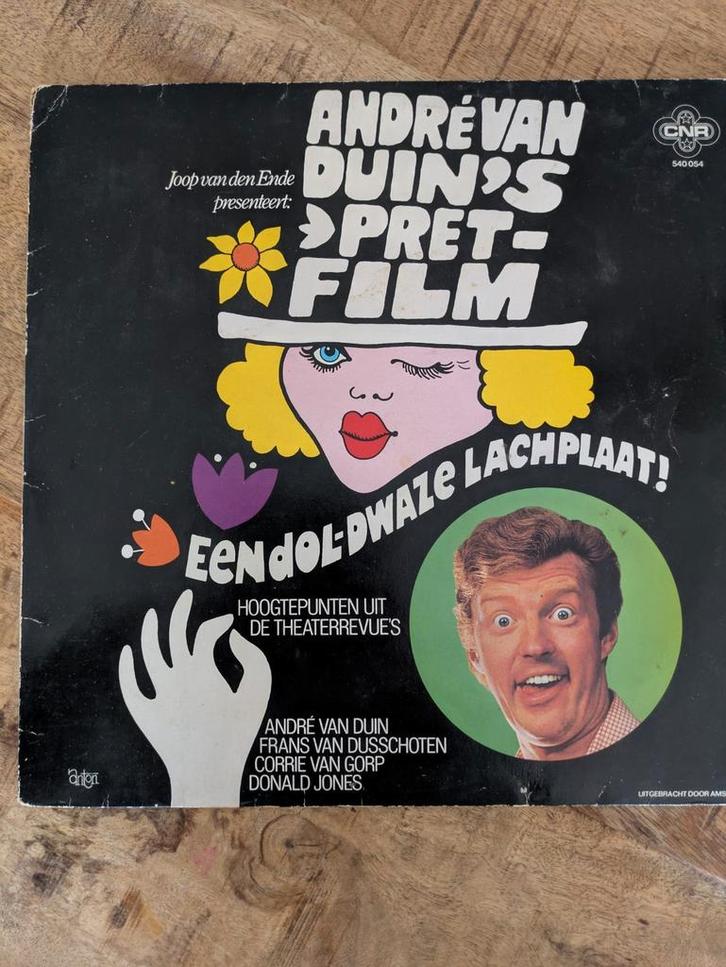 ANDRÉ VAN
DUIN'S
PRET-
FILM
Joop van den Ende
presenteert:
CNR
540 054
EEN dOL-DWAZe LACHPLAAT!
HOOGTEPUNTEN UIT
DE THEATERREVUE'S
ANDRÉ VAN DUIN
FRANS VAN DUSSCHOTEN
CORRIE VAN GORP
DONALD JONES
anton
UITGEBRACHT DOOR AMS